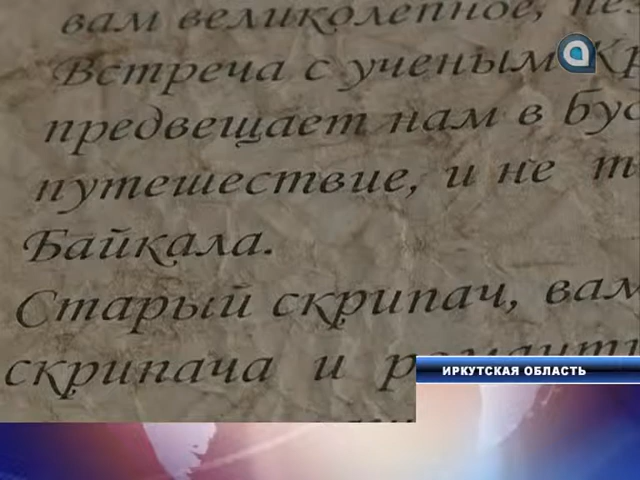 вам великолепное,
Встреча с ученым
предвещает нам в
путешествие, и не
Байкала.
Старый скрипач, вам
скрипача и
ИРКУТСКАЯ ОБЛАСТЬ